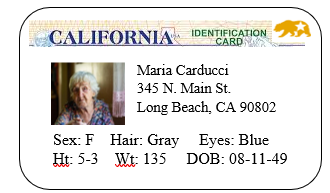 CALIFORNIA USA IDENTIFICATION CARD
Maria Carducci
345 N. Main St.
Long Beach, CA 90802
Sex: F Hair: Gray Eyes: Blue
Ht: 5-3 Wt: 135 DOB: 08-11-49